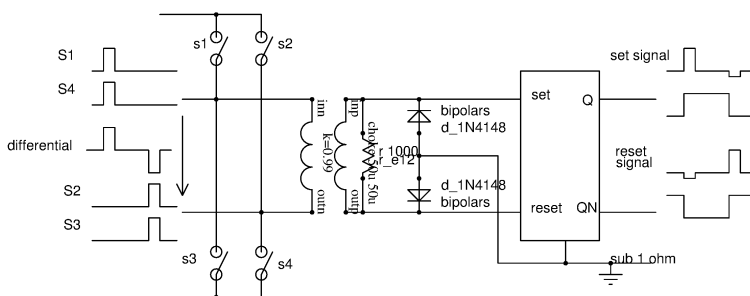 S1
S4
differential
S2
S3
s1
s2
s3
s4
inn
outn
k=0.99
inp
outp
choke 50u 50u
r 1000
r_e12
bipolars
d_1N4148
d_1N4148
bipolars
set
Q
reset
QN
set signal
reset
signal
sub 1 ohm